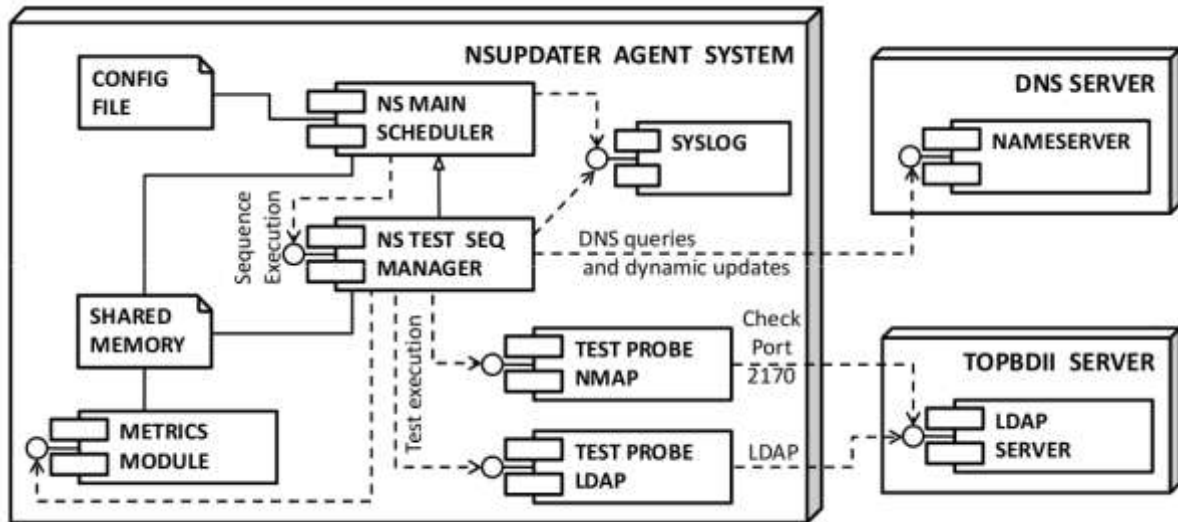 NSUPDATER AGENT SYSTEM
CONFIG
FILE
NS MAIN
SCHEDULER
SYSLOG
DNS SERVER
NAMESERVER
Sequence
Execution
NS TEST SEQ
MANAGER
DNS queries
and dynamic updates
SHARED
MEMORY
Test execution
TEST PROBE
NMAP
Check
Port
2170
TOPBDII SERVER
LDAP
SERVER
METRICS
MODULE
TEST PROBE
LDAP
LDAP